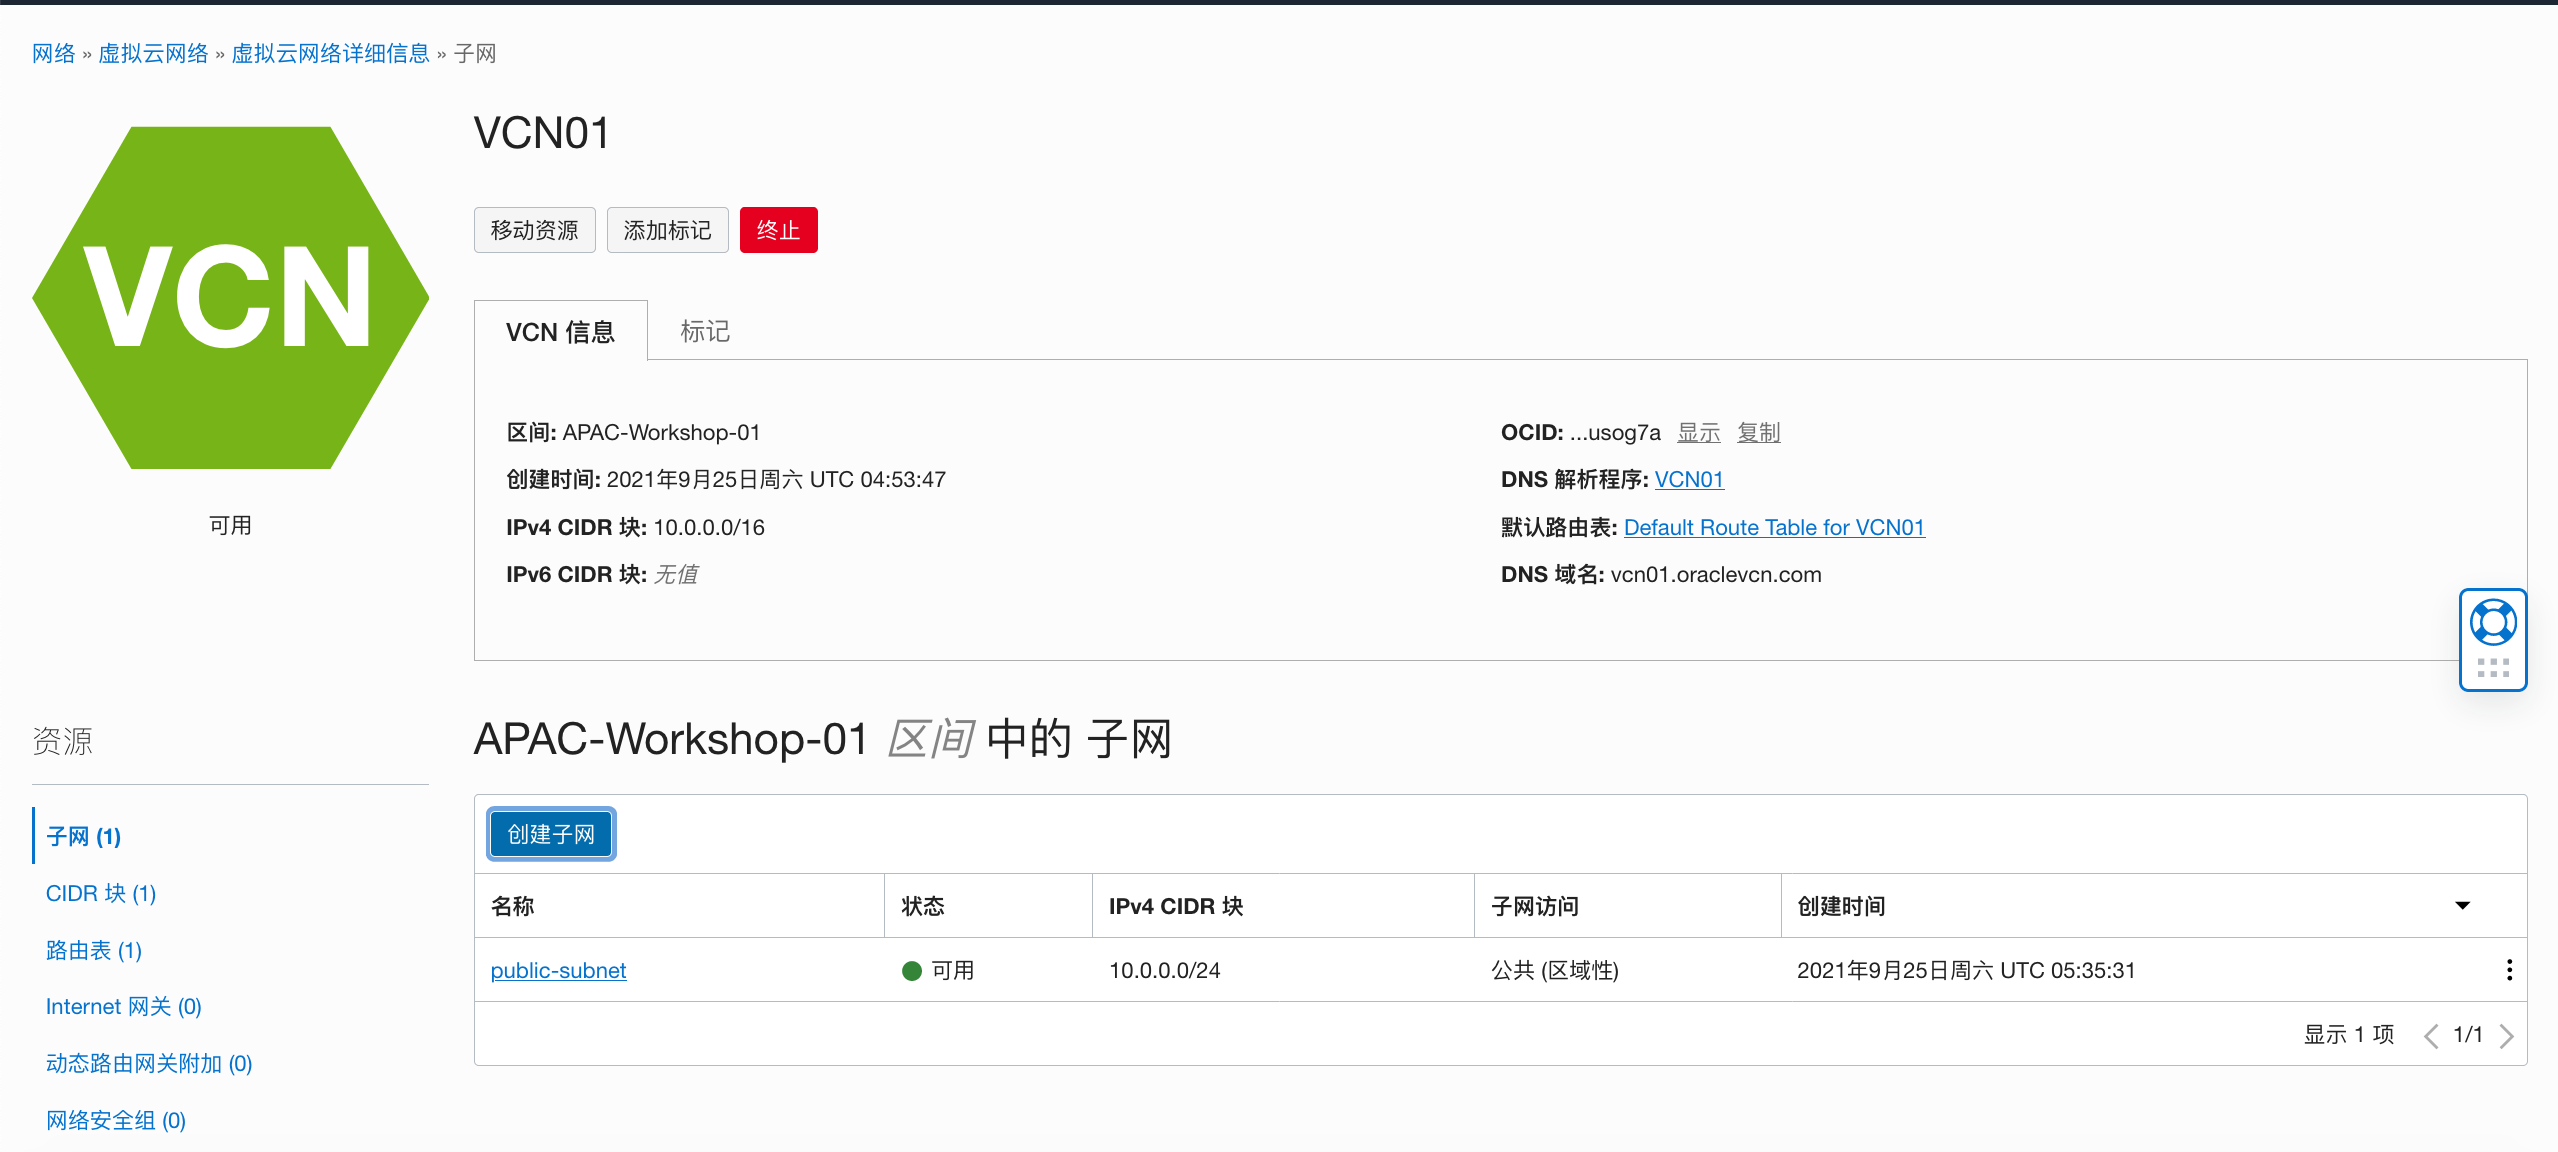 网络 » 虚拟云网络 » 虚拟云网络详细信息 » 子网
VCN
可用
VCN01
移动资源 添加标记 终止
VCN 信息 标记
区间: APAC-Workshop-01
创建时间: 2021年9月25日周六 UTC 04:53:47
IPv4 CIDR 块: 10.0.0.0/16
IPv6 CIDR 块: 无值
OCID: ...usog7a 显示 复制
DNS 解析程序: VCN01
默认路由表: Default Route Table for VCN01
DNS 域名: vcn01.oraclevcn.com
资源
子网 (1)
CIDR 块 (1)
路由表 (1)
Internet 网关 (0)
动态路由网关附加 (0)
网络安全组 (0)
APAC-Workshop-01 区间 中的 子网
创建子网
名称 状态 IPv4 CIDR 块 子网访问 创建时间
public-subnet 可用 10.0.0.0/24 公共 (区域性) 2021年9月25日周六 UTC 05:35:31
显示 1 项 1/1